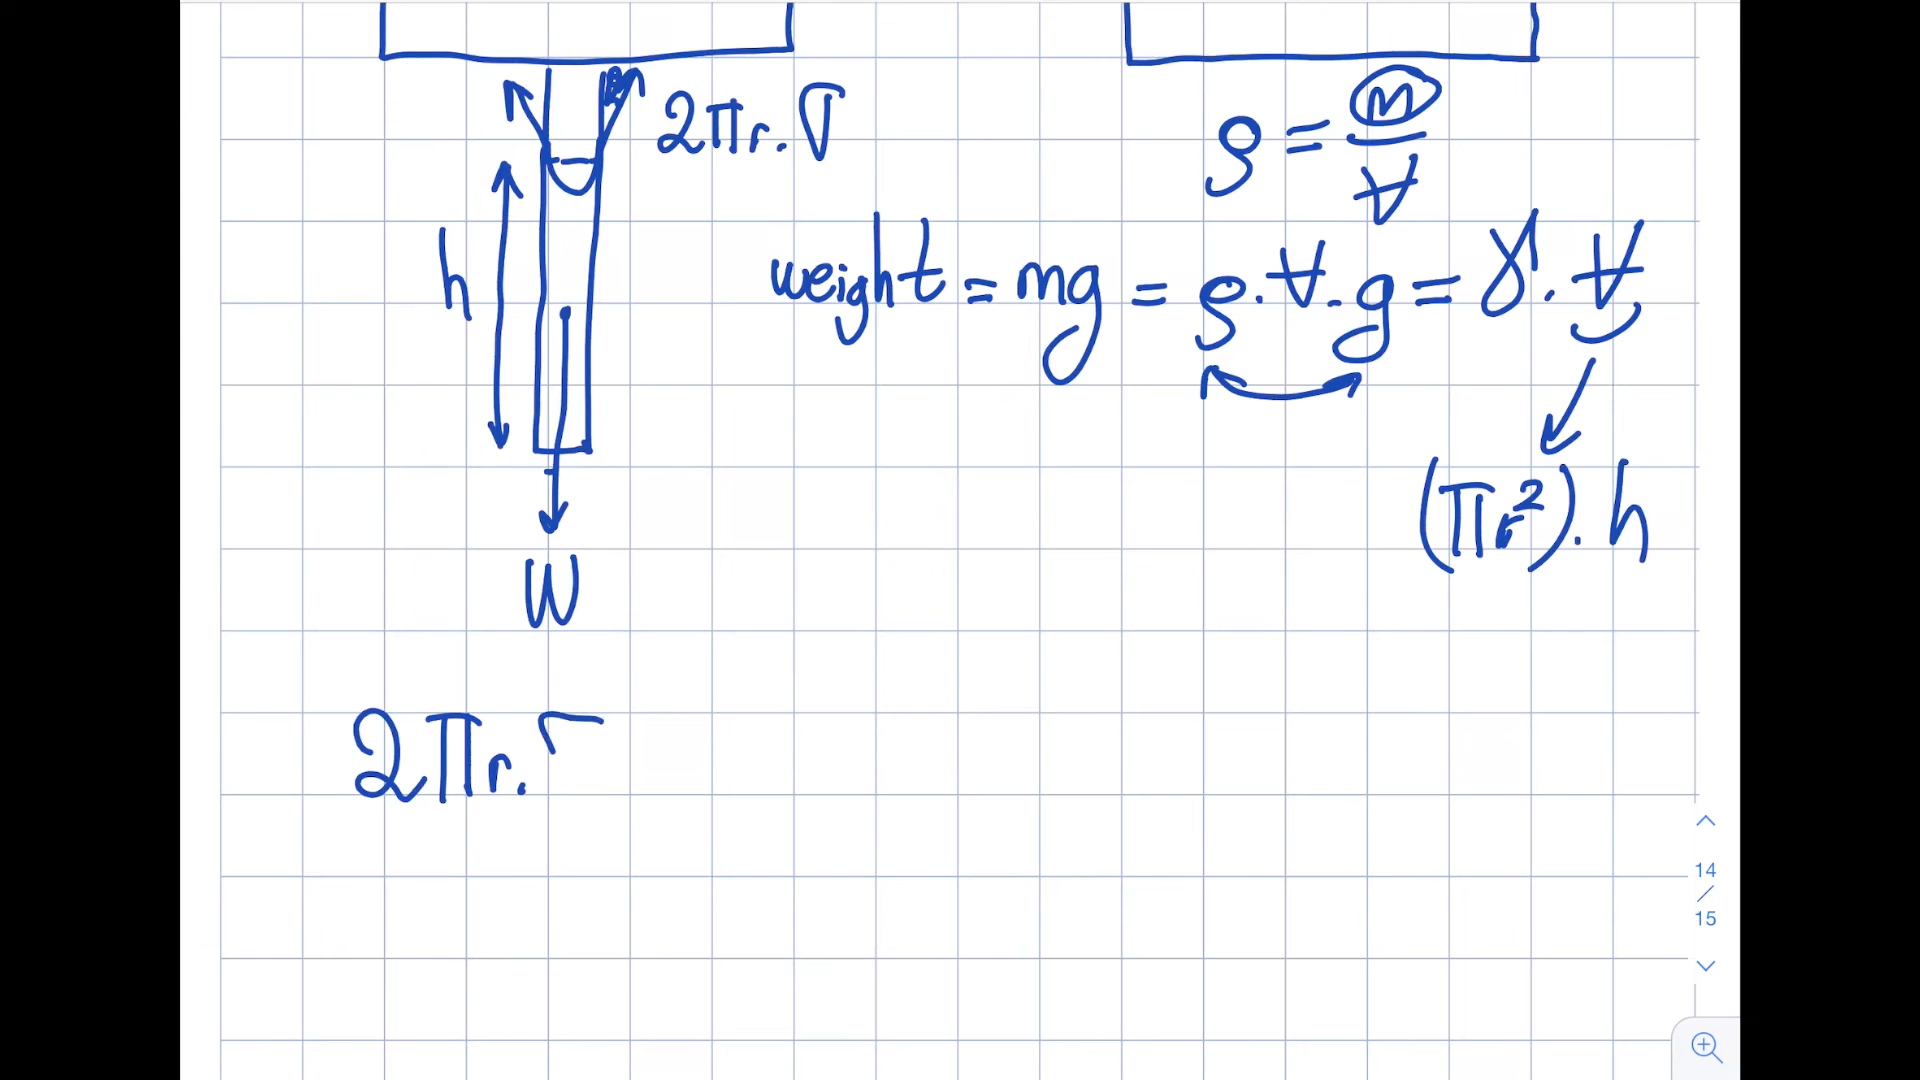 2πr.σ
ρ = m/V
h
weight = mg = ρ.V.g = γ.V
(πr²).h
W
2πr.
14
/
15